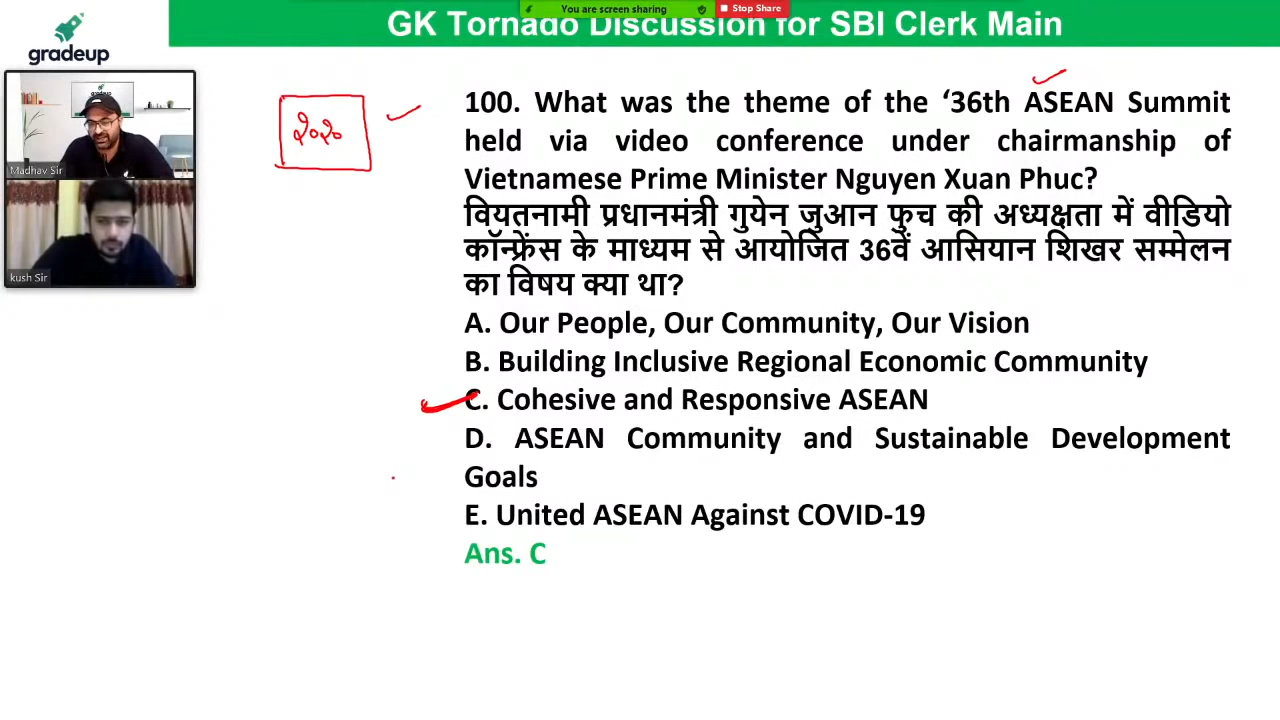 You are screen sharing
Stop Share
gradeup
GK Tornado Discussion for SBI Clerk Main
Madhav Sir
kush Sir
2020
100. What was the theme of the ‘36th ASEAN Summit
held via video conference under chairmanship of
Vietnamese Prime Minister Nguyen Xuan Phuc?
वियतनामी प्रधानमंत्री गुयेन जुआन फुच की अध्यक्षता में वीडियो
कॉन्फ्रेंस के माध्यम से आयोजित 36वें आसियान शिखर सम्मेलन
का विषय क्या था?
A. Our People, Our Community, Our Vision
B. Building Inclusive Regional Economic Community
C. Cohesive and Responsive ASEAN
D. ASEAN Community and Sustainable Development
Goals
E. United ASEAN Against COVID-19
Ans. C